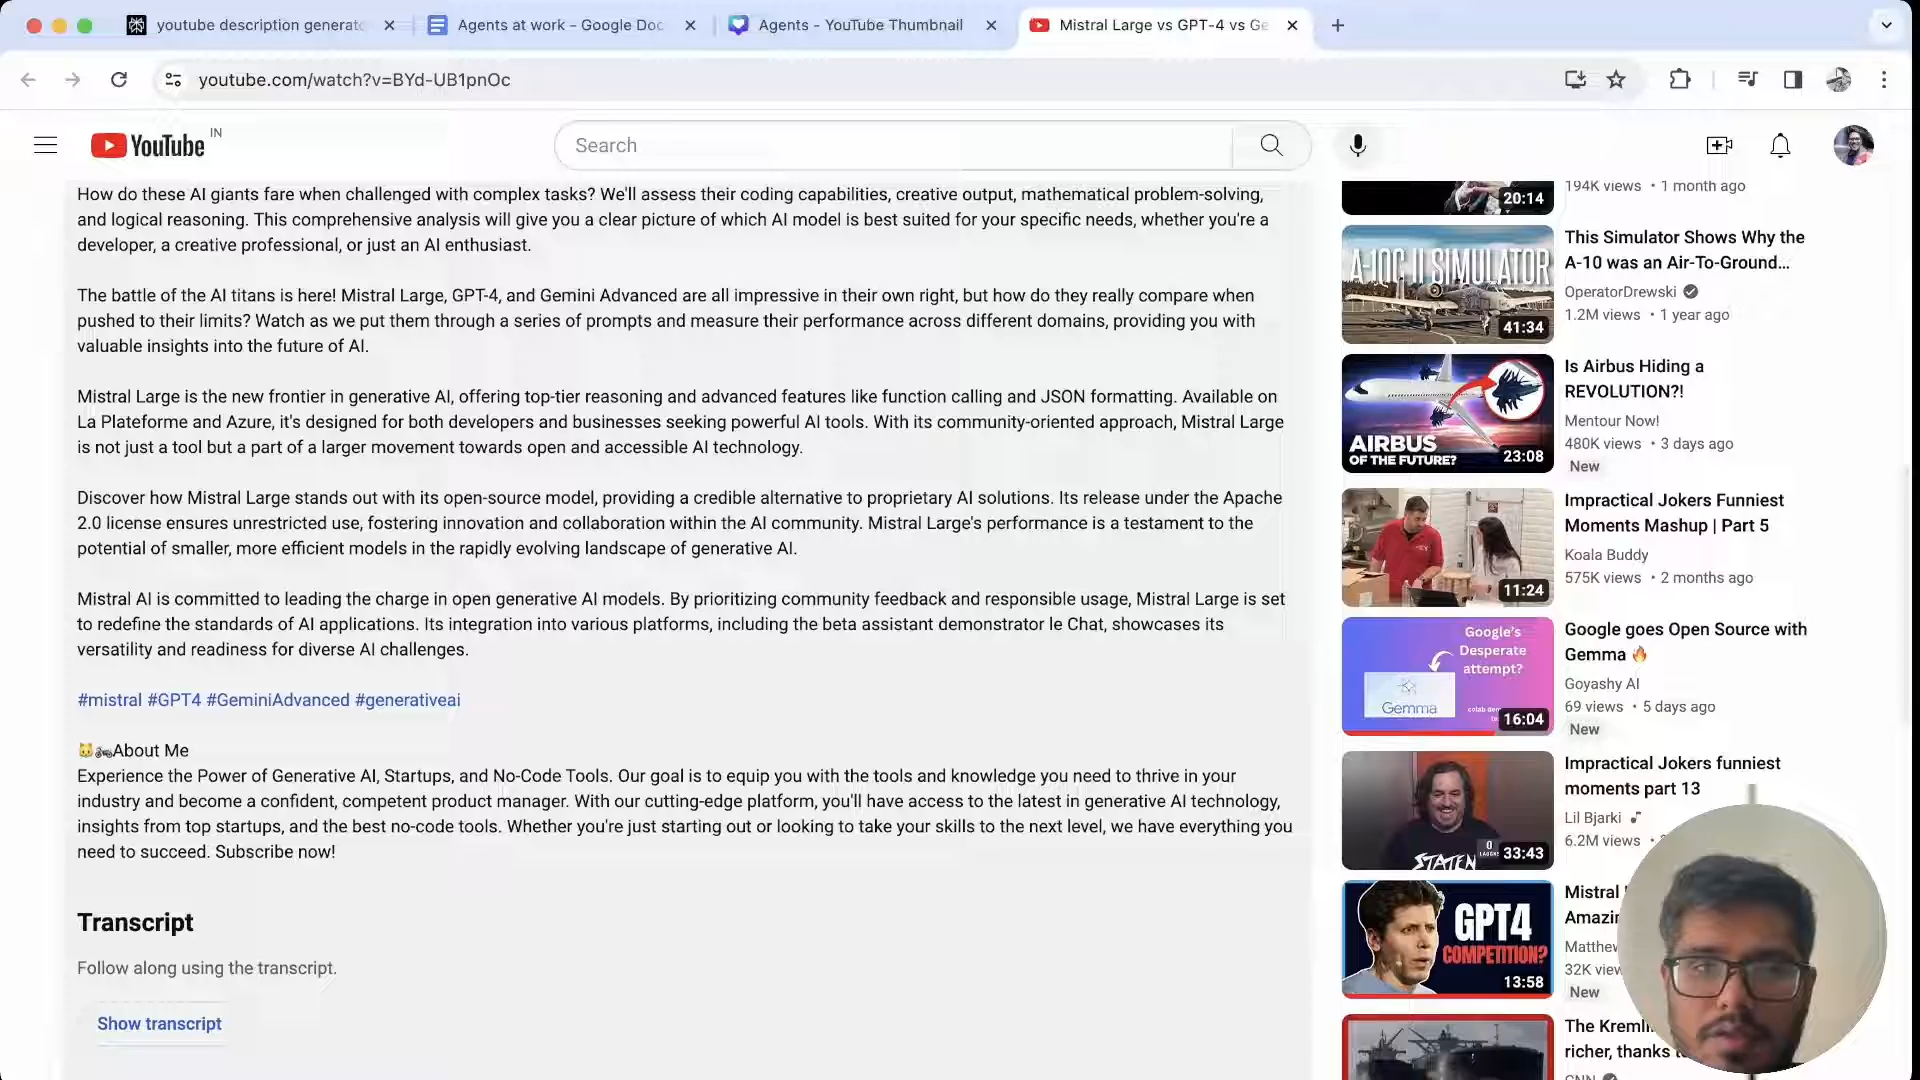 youtube description generato
Agents at work - Google Doc
Agents - YouTube Thumbnail
Mistral Large vs GPT-4 vs Ge
youtube.com/watch?v=BYd-UB1pnOc
YouTube IN
Search
How do these AI giants fare when challenged with complex tasks? We'll assess their coding capabilities, creative output, mathematical problem-solving,
and logical reasoning. This comprehensive analysis will give you a clear picture of which AI model is best suited for your specific needs, whether you're a
developer, a creative professional, or just an AI enthusiast.
The battle of the AI titans is here! Mistral Large, GPT-4, and Gemini Advanced are all impressive in their own right, but how do they really compare when
pushed to their limits? Watch as we put them through a series of prompts and measure their performance across different domains, providing you with
valuable insights into the future of AI.
Mistral Large is the new frontier in generative AI, offering top-tier reasoning and advanced features like function calling and JSON formatting. Available on
La Plateforme and Azure, it's designed for both developers and businesses seeking powerful AI tools. With its community-oriented approach, Mistral Large
is not just a tool but a part of a larger movement towards open and accessible AI technology.
Discover how Mistral Large stands out with its open-source model, providing a credible alternative to proprietary AI solutions. Its release under the Apache
2.0 license ensures unrestricted use, fostering innovation and collaboration within the AI community. Mistral Large's performance is a testament to the
potential of smaller, more efficient models in the rapidly evolving landscape of generative AI.
Mistral AI is committed to leading the charge in open generative AI models. By prioritizing community feedback and responsible usage, Mistral Large is set
to redefine the standards of AI applications. Its integration into various platforms, including the beta assistant demonstrator le Chat, showcases its
versatility and readiness for diverse AI challenges.
#mistral #GPT4 #GeminiAdvanced #generativeai
🐱🏍About Me
Experience the Power of Generative AI, Startups, and No-Code Tools. Our goal is to equip you with the tools and knowledge you need to thrive in your
industry and become a confident, competent product manager. With our cutting-edge platform, you'll have access to the latest in generative AI technology,
insights from top startups, and the best no-code tools. Whether you're just starting out or looking to take your skills to the next level, we have everything you
need to succeed. Subscribe now!
Transcript
Follow along using the transcript.
Show transcript
20:14
194K views • 1 month ago
A-10C II SIMULATOR
41:34
This Simulator Shows Why the
A-10 was an Air-To-Ground...
OperatorDrewski
1.2M views • 1 year ago
AIRBUS
OF THE FUTURE?
23:08
Is Airbus Hiding a
REVOLUTION?!
Mentour Now!
480K views • 3 days ago
New
11:24
Impractical Jokers Funniest
Moments Mashup | Part 5
Koala Buddy
575K views • 2 months ago
Google's
Desperate
attempt?
Gemma
16:04
Google goes Open Source with
Gemma 🔥
Goyashy AI
69 views • 5 days ago
New
STATEN
33:43
Impractical Jokers funniest
moments part 13
Lil Bjarki
6.2M views •
GPT4
COMPETITION?
13:58
Mistral
Amazin
Matthew
32K view
New
The Kremli
richer, thanks t
CNN